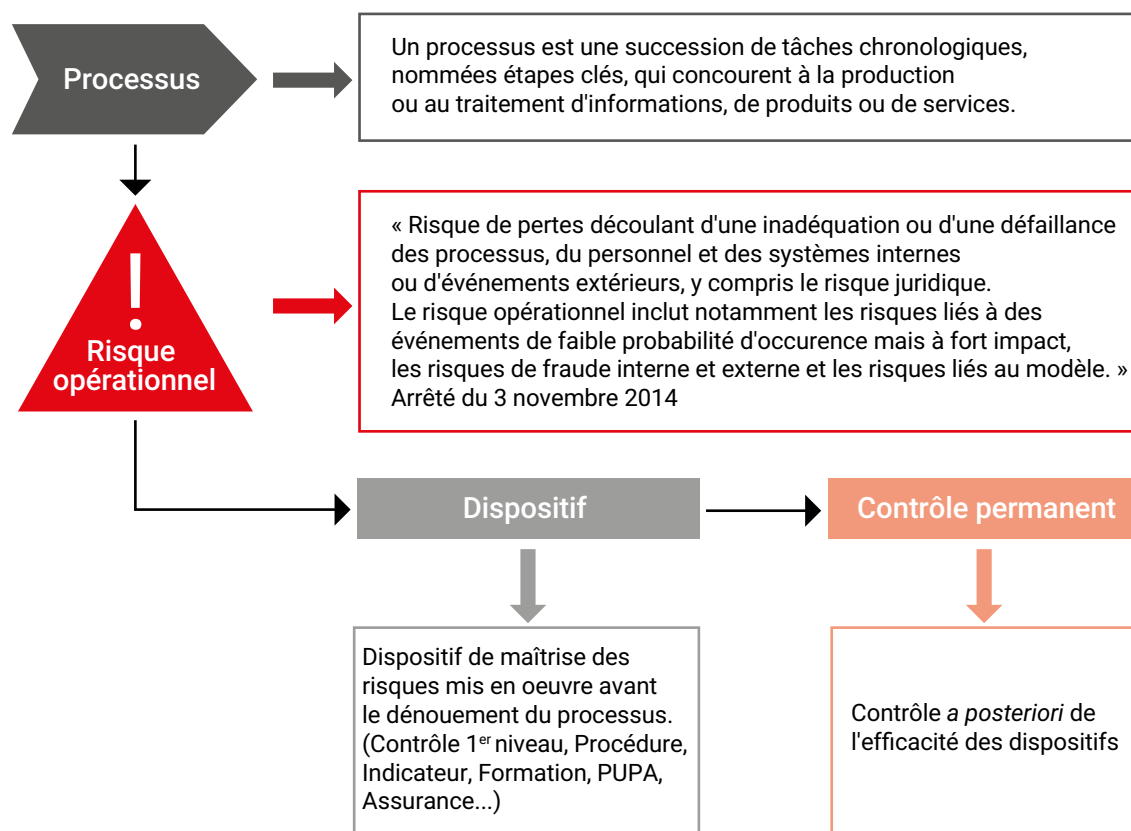 Processus
Un processus est une succession de tâches chronologiques,
nommées étapes clés, qui concourent à la production
ou au traitement d'informations, de produits ou de services.
!
Risque
opérationnel
« Risque de pertes découlant d'une inadéquation ou d'une défaillance
des processus, du personnel et des systèmes internes
ou d'événements extérieurs, y compris le risque juridique.
Le risque opérationnel inclut notamment les risques liés à des
événements de faible probabilité d'occurence mais à fort impact,
les risques de fraude interne et externe et les risques liés au modèle. »
Arrêté du 3 novembre 2014
Dispositif
Contrôle permanent
Dispositif de maîtrise des
risques mis en oeuvre avant
le dénouement du processus.
(Contrôle 1er niveau, Procédure,
Indicateur, Formation, PUPA,
Assurance...)
Contrôle a posteriori de
l'efficacité des dispositifs